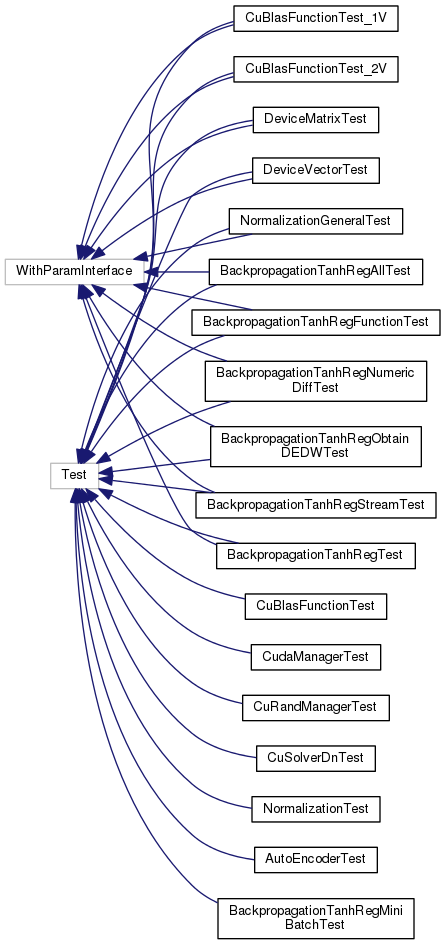 CuBlasFunctionTest_1V
CuBlasFunctionTest_2V
DeviceMatrixTest
DeviceVectorTest
NormalizationGeneralTest
WithParamInterface
BackpropagationTanhRegAllTest
BackpropagationTanhRegFunctionTest
BackpropagationTanhRegNumeric
DiffTest
BackpropagationTanhRegObtain
DEDWTest
Test
BackpropagationTanhRegStreamTest
BackpropagationTanhRegTest
CuBlasFunctionTest
CudaManagerTest
CuRandManagerTest
CuSolverDnTest
NormalizationTest
AutoEncoderTest
BackpropagationTanhRegMini
BatchTest